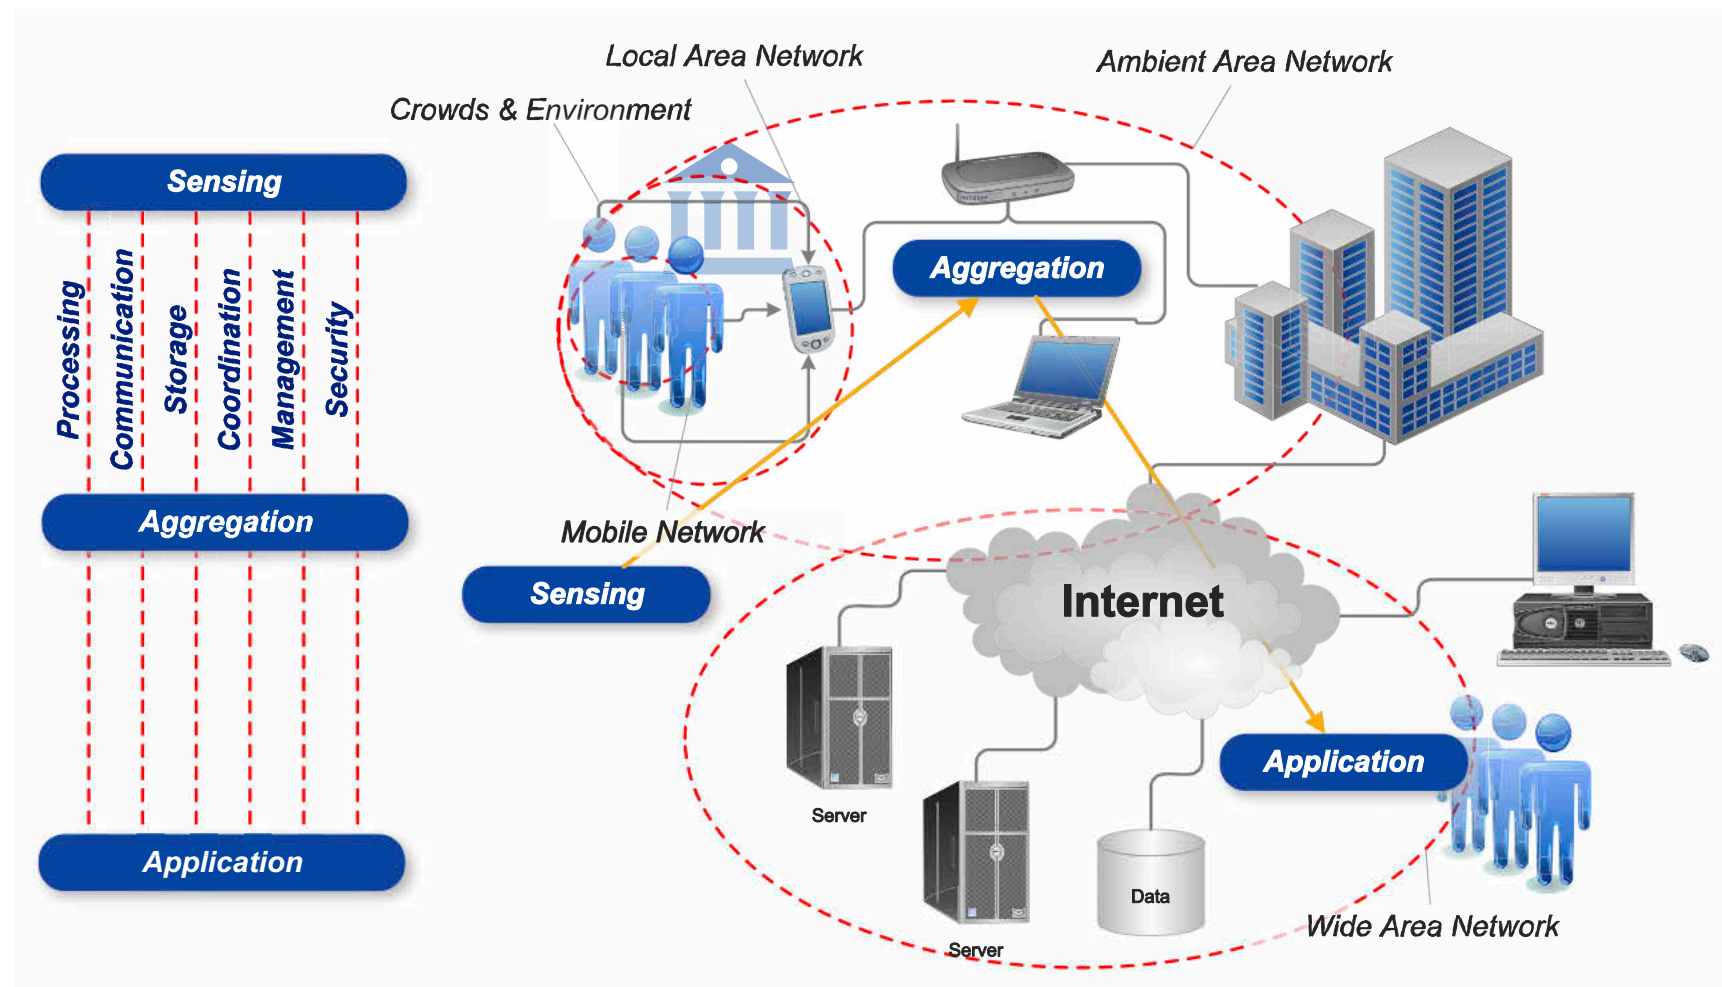 Local Area Network
Ambient Area Network
Crowds & Environment
Sensing
Processing
Communication
Storage
Coordination
Management
Security
Aggregation
Aggregation
Mobile Network
Sensing
Internet
Application
Server
Application
Data
Wide Area Network
Server